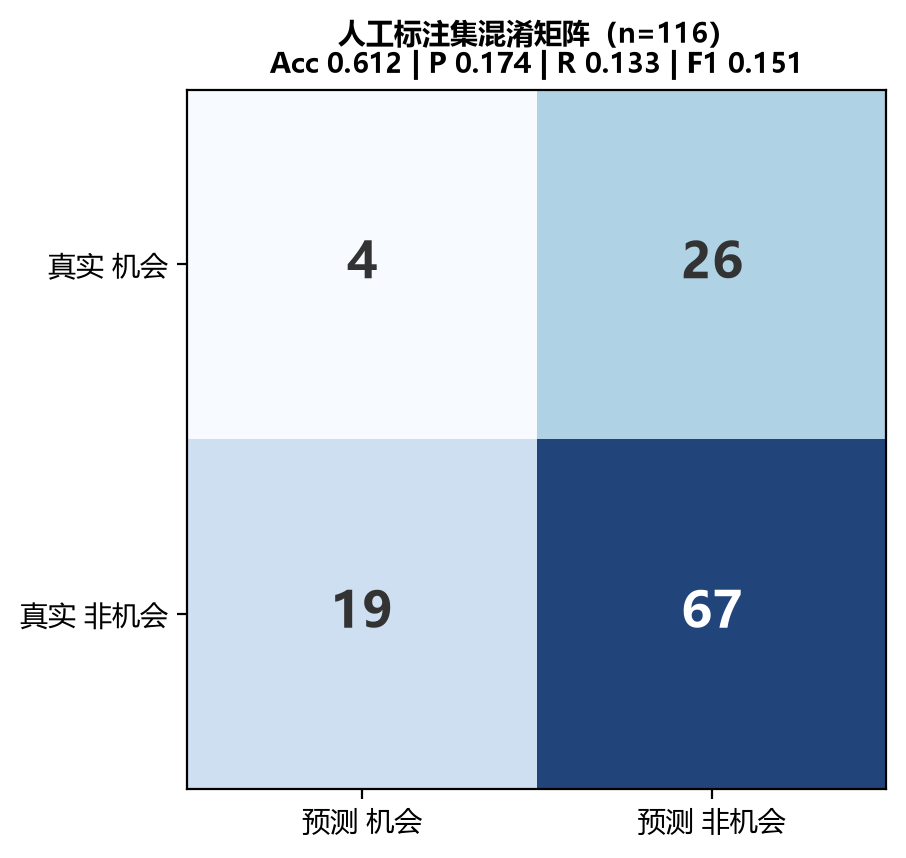 人工标注集混淆矩阵（n=116）
Acc 0.612 | P 0.174 | R 0.133 | F1 0.151
真实 机会
4
26
真实 非机会
19
67
预测 机会
预测 非机会